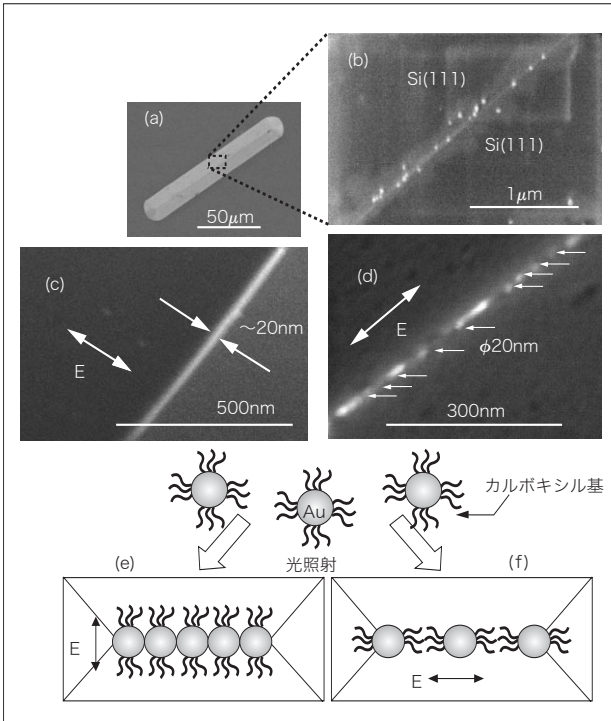 (a)
50μm
(b)
Si(111)
Si(111)
1μm
(c)
E
～20nm
500nm
(d)
E
φ20nm
300nm
Au
カルボキシル基
光照射
(e)
E
(f)
E